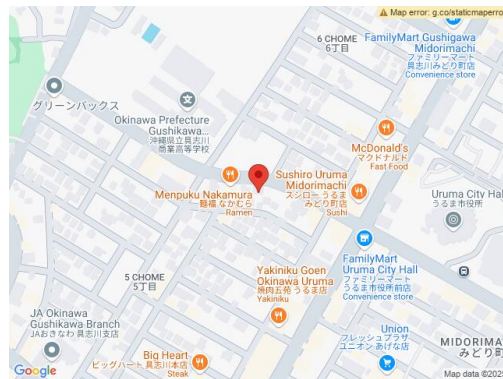 Map error: g.co/staticmaperro
6 CHOME
6丁目
FamilyMart Gushigawa
Midorimachi
ファミリーマート
具志川みどり町店
Convenience store
グリーンパックス
Okinawa Prefecture
Gushikawa...
沖縄県立具志川
商業高等学校
McDonald's
マクドナルド
Fast Food
Sushiro Uruma
Midorimachi
スシロー うるま
みどり町店
Sushi
Menpuku Nakamura
麺福 なかむら
Ramen
Uruma City Hall
うるま市役所
FamilyMart
Uruma City Hall
ファミリーマート
うるま市役所前店
Convenience store
5 CHOME
5丁目
Yakiniku Goen
Okinawa Uruma
焼肉五苑 うるま店
Yakiniku
JA Okinawa
Gushikawa Branch
JAおきなわ 具志川支店
Big Heart
ビッグハート 具志川本店
Steak
Union
フレッシュプラザ
ユニオン あげな店
MIDORIMA
みどり町
Google
Map data ©2025